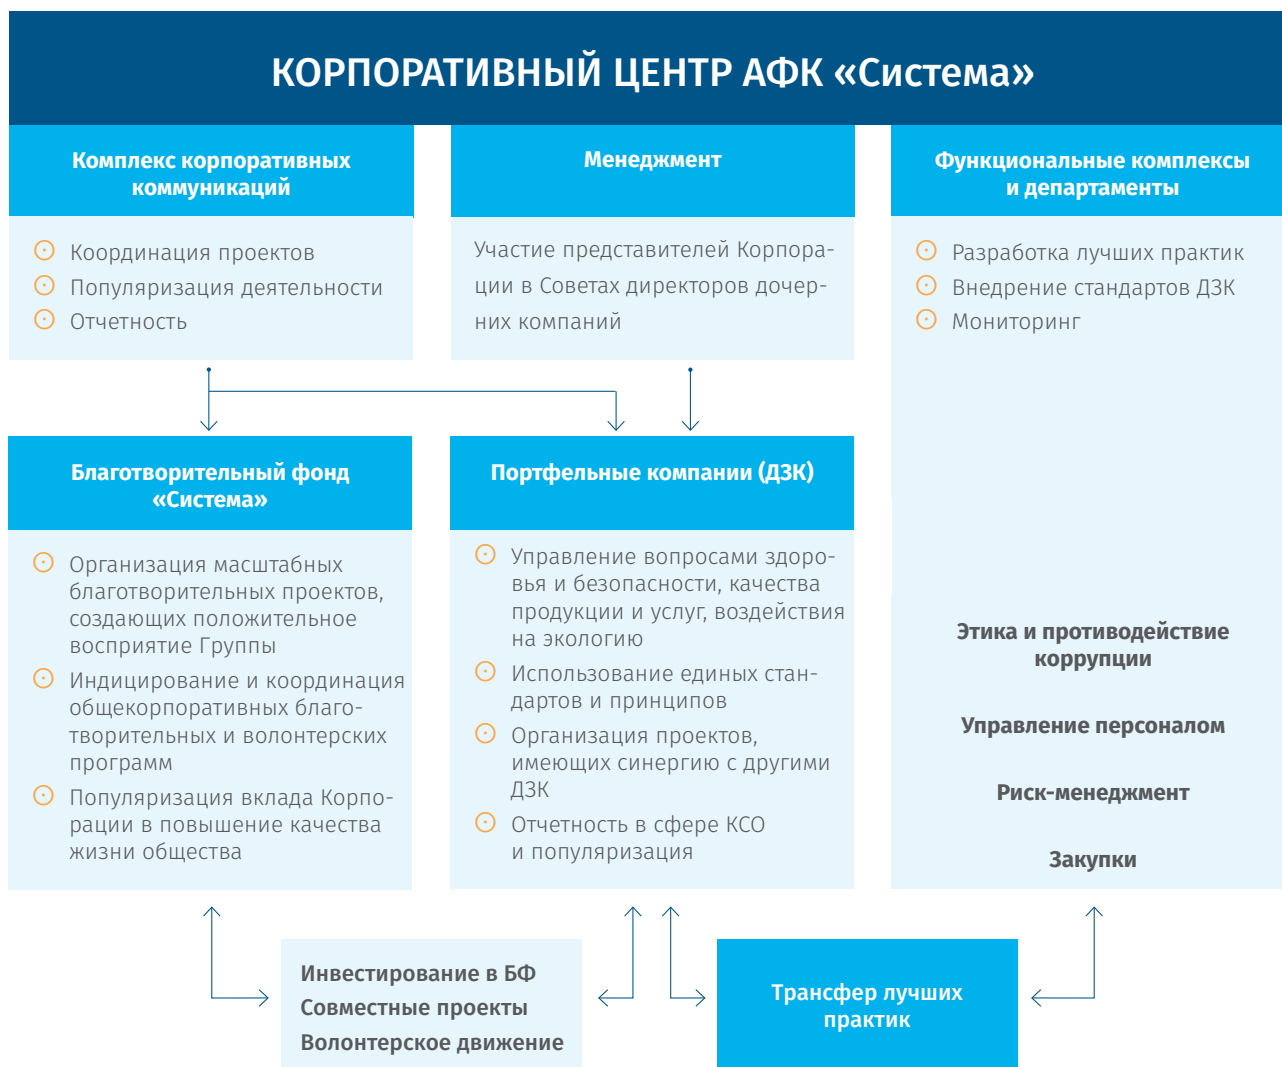 КОРПОРАТИВНЫЙ ЦЕНТР АФК «Система»
Комплекс корпоративных
коммуникаций
Координация проектов
Популяризация деятельности
Отчетность
Менеджмент
Участие представителей Корпора-
ции в Советах директоров дочер-
них компаний
Функциональные комплексы
и департаменты
Разработка лучших практик
Внедрение стандартов ДЗК
Мониторинг
Этика и противодействие
коррупции
Управление персоналом
Риск-менеджмент
Закупки
Благотворительный фонд
«Система»
Организация масштабных
благотворительных проектов,
создающих положительное
восприятие Группы
Индицирование и координация
общекорпоративных благо-
творительных и волонтерских
программ
Популяризация вклада Корпо-
рации в повышение качества
жизни общества
Портфельные компании (ДЗК)
Управление вопросами здоро-
вья и безопасности, качества
продукции и услуг, воздействия
на экологию
Использование единых стан-
дартов и принципов
Организация проектов,
имеющих синергию с другими
ДЗК
Отчетность в сфере КСО
и популяризация
Инвестирование в БФ
Совместные проекты
Волонтерское движение
Трансфер лучших
практик